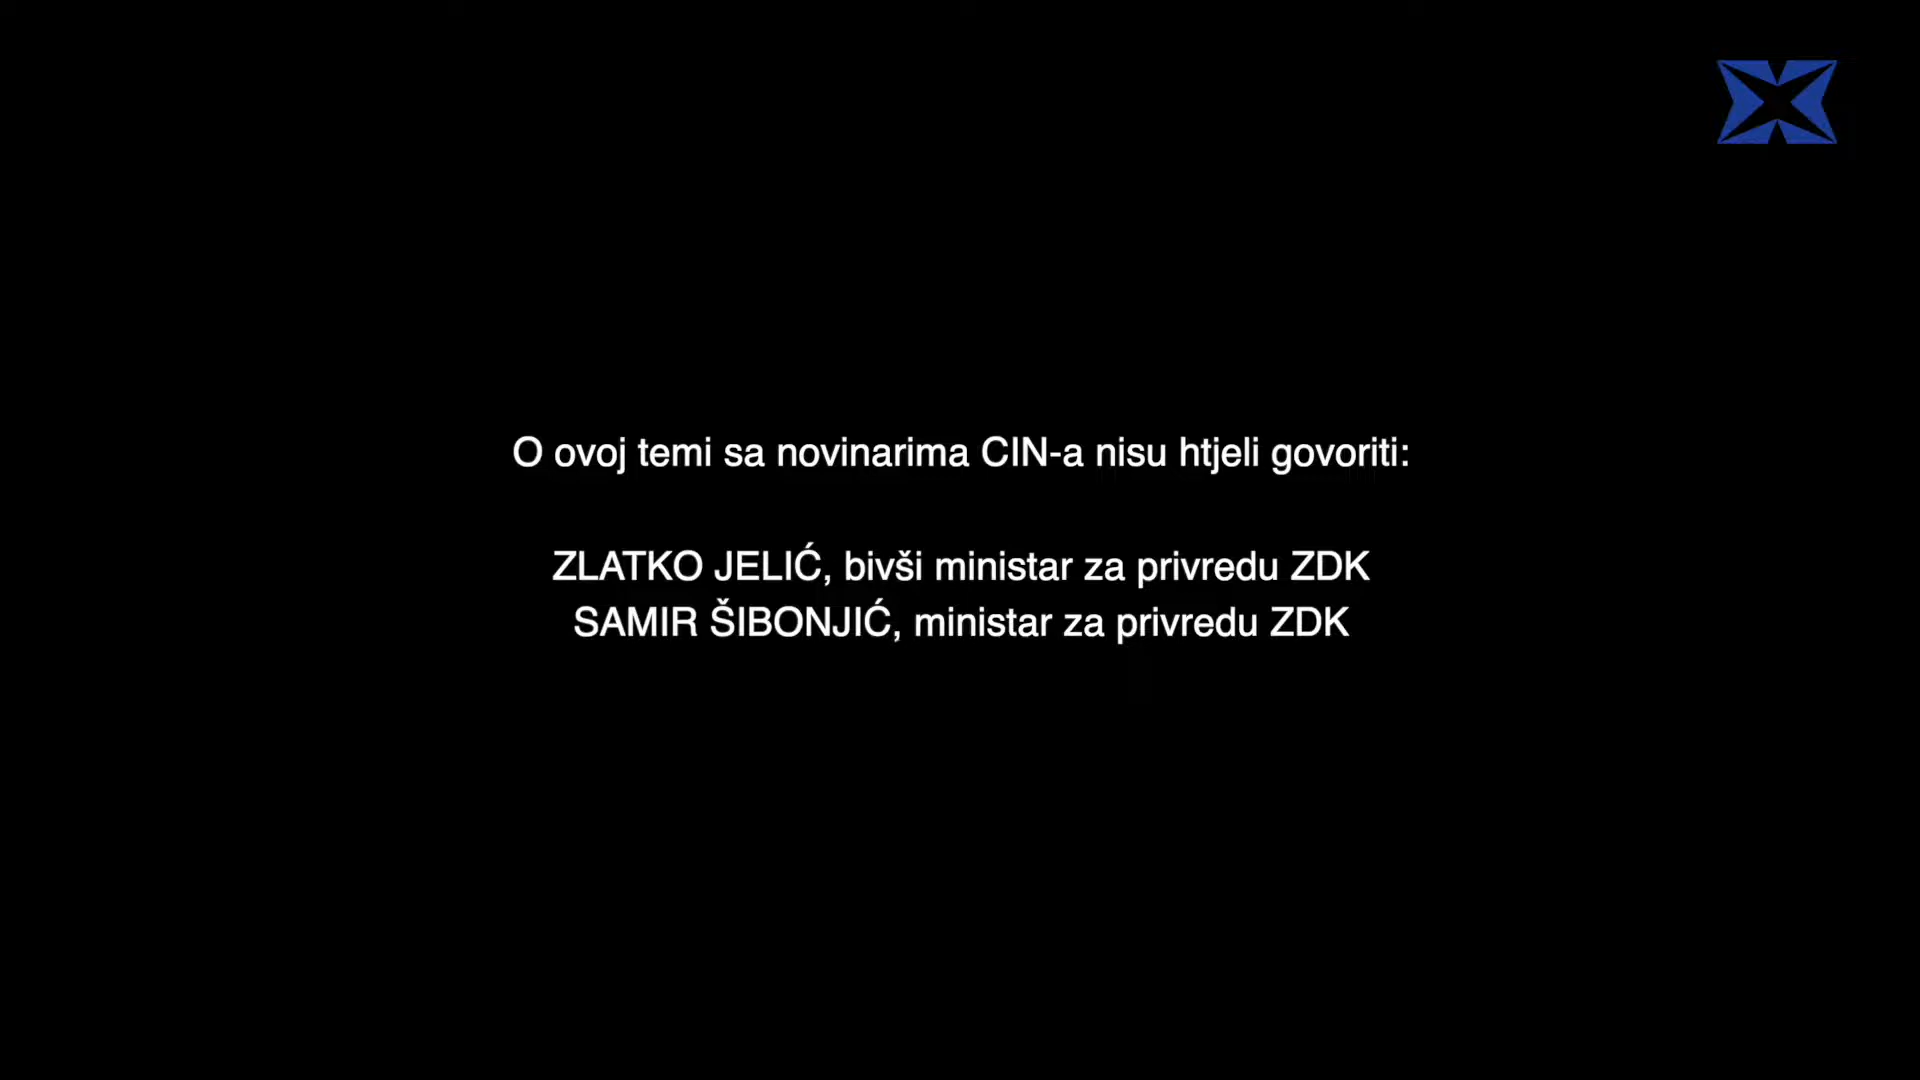 O ovoj temi sa novinarima CIN-a nisu htjeli govoriti:
ZLATKO JELIĆ, bivši ministar za privredu ZDK
SAMIR ŠIBONJIĆ, ministar za privredu ZDK